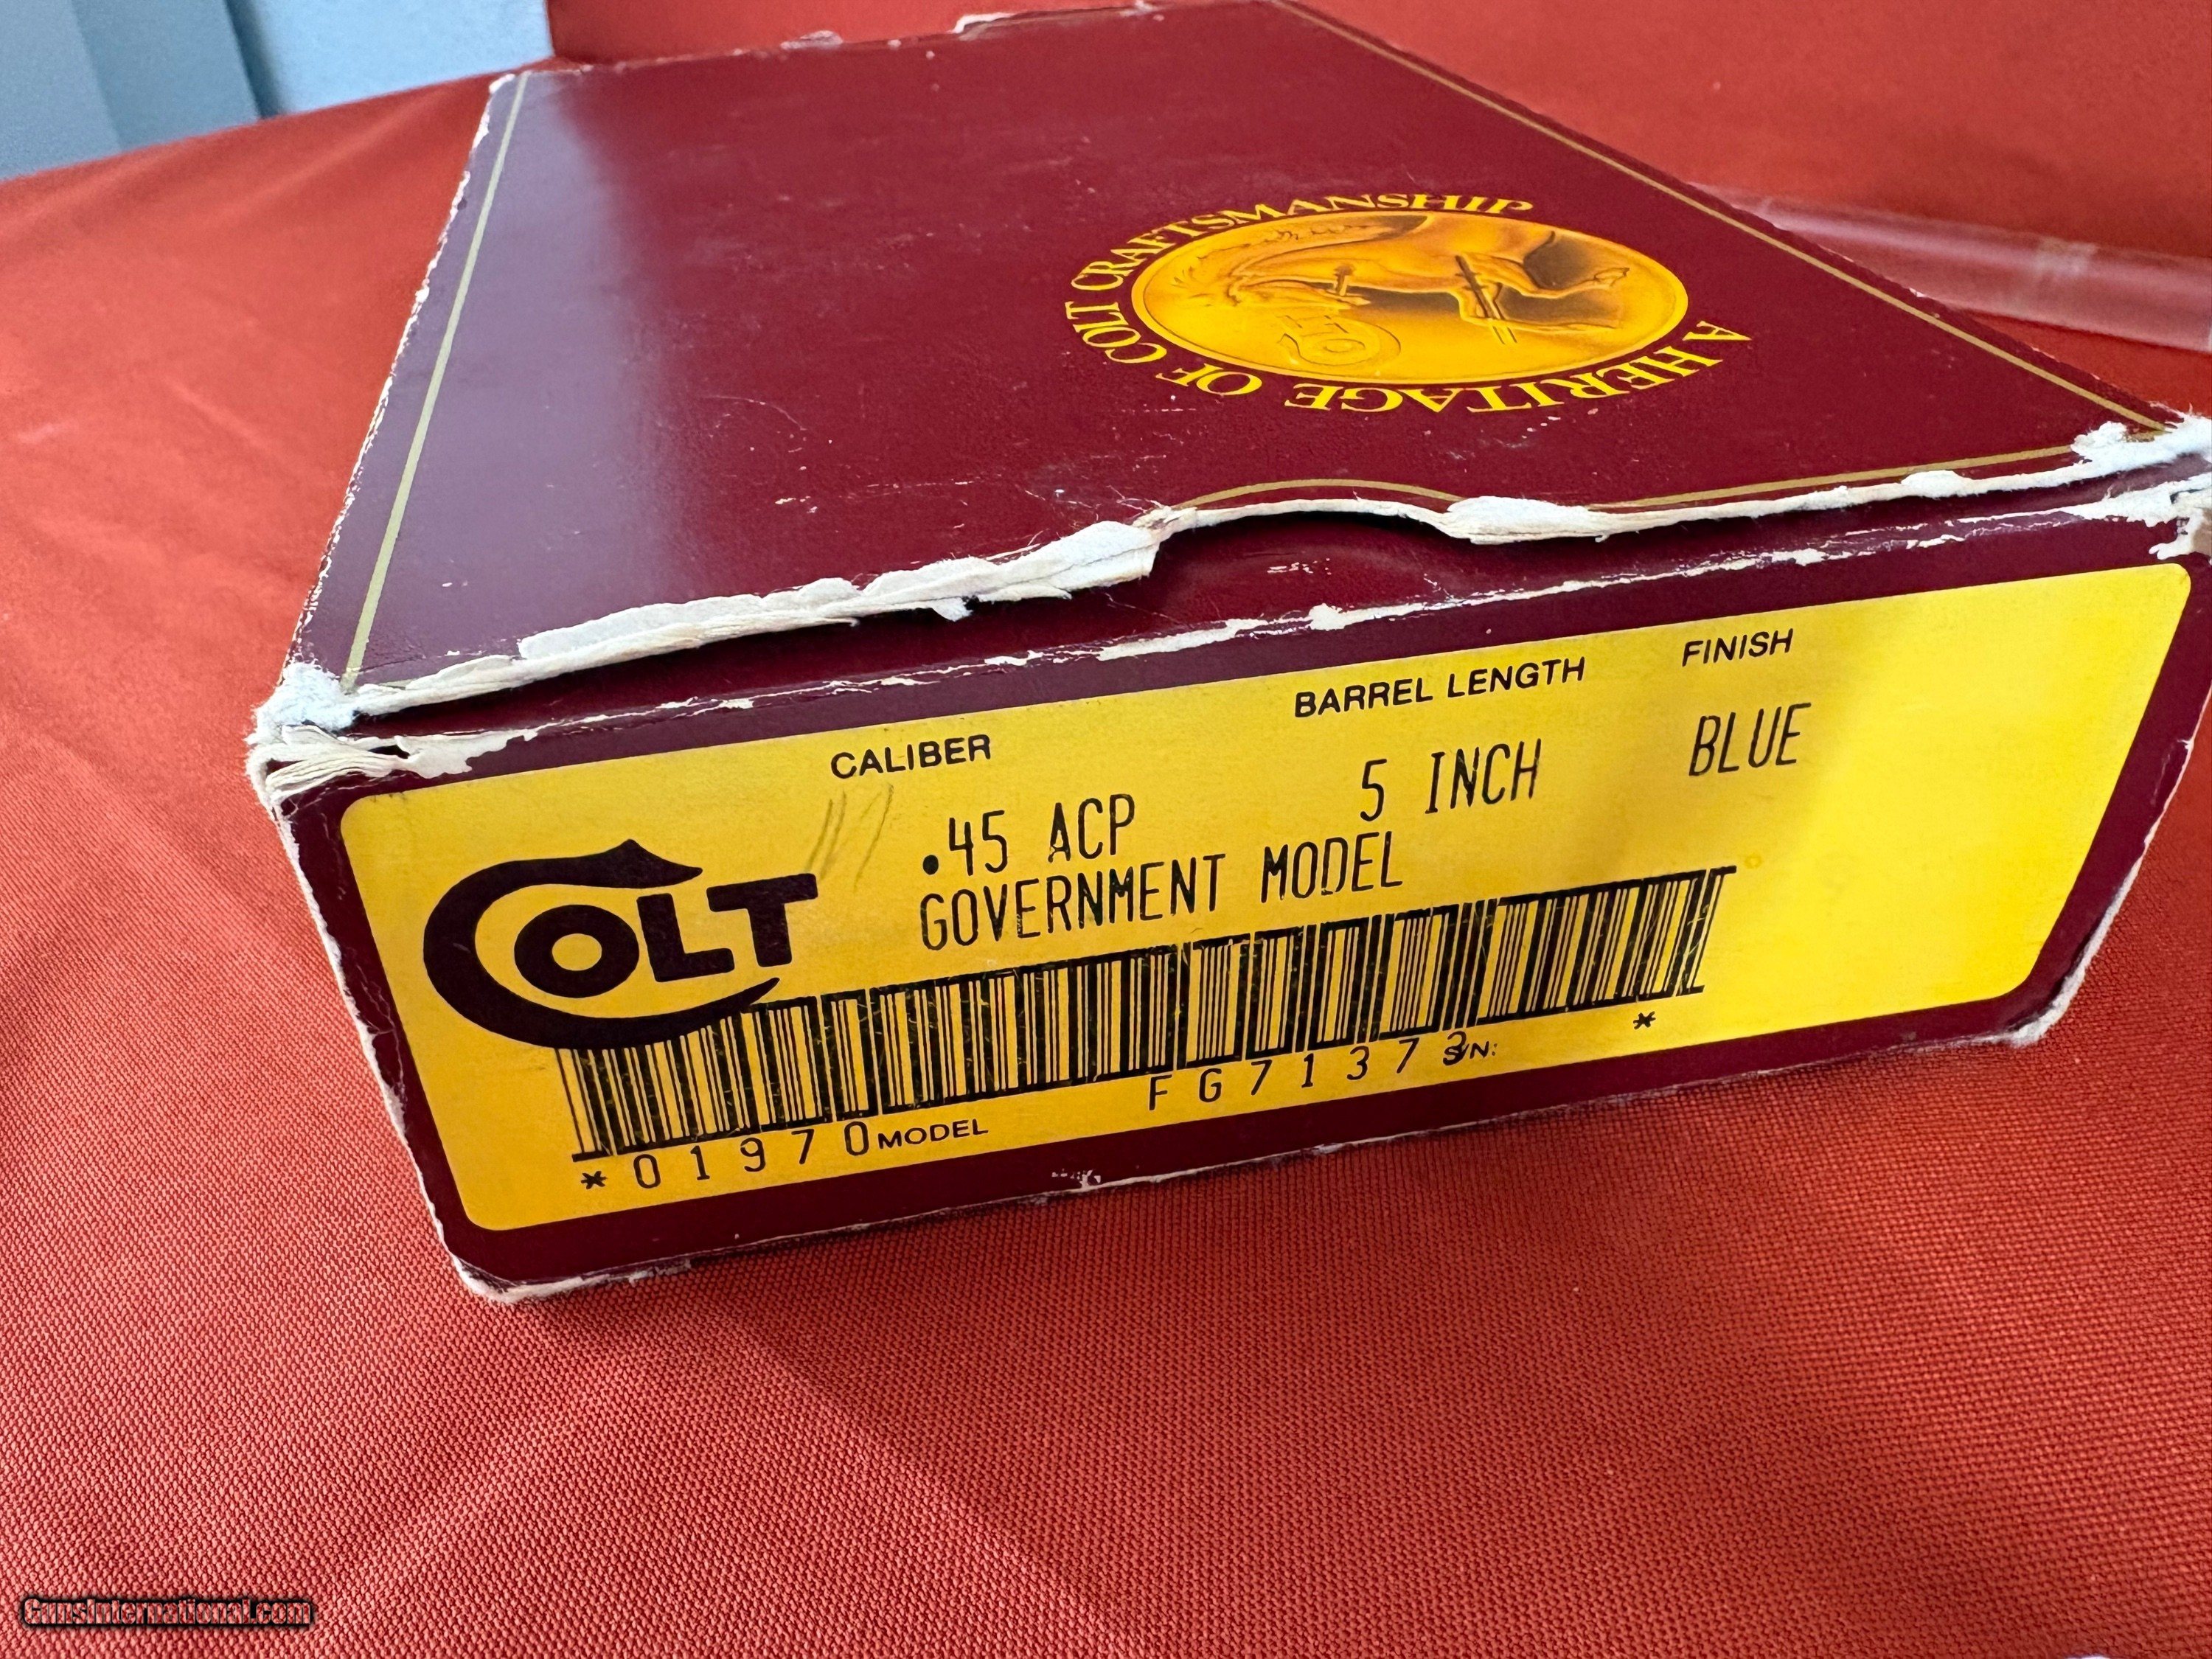 A HERITAGE OF COLT CRAFTSMANSHIP
COLT
CALIBER BARREL LENGTH FINISH
.45 ACP 5 INCH BLUE
GOVERNMENT MODEL
COLT
*01970 MODEL FG71373 S/N: *
GunsInternational.com